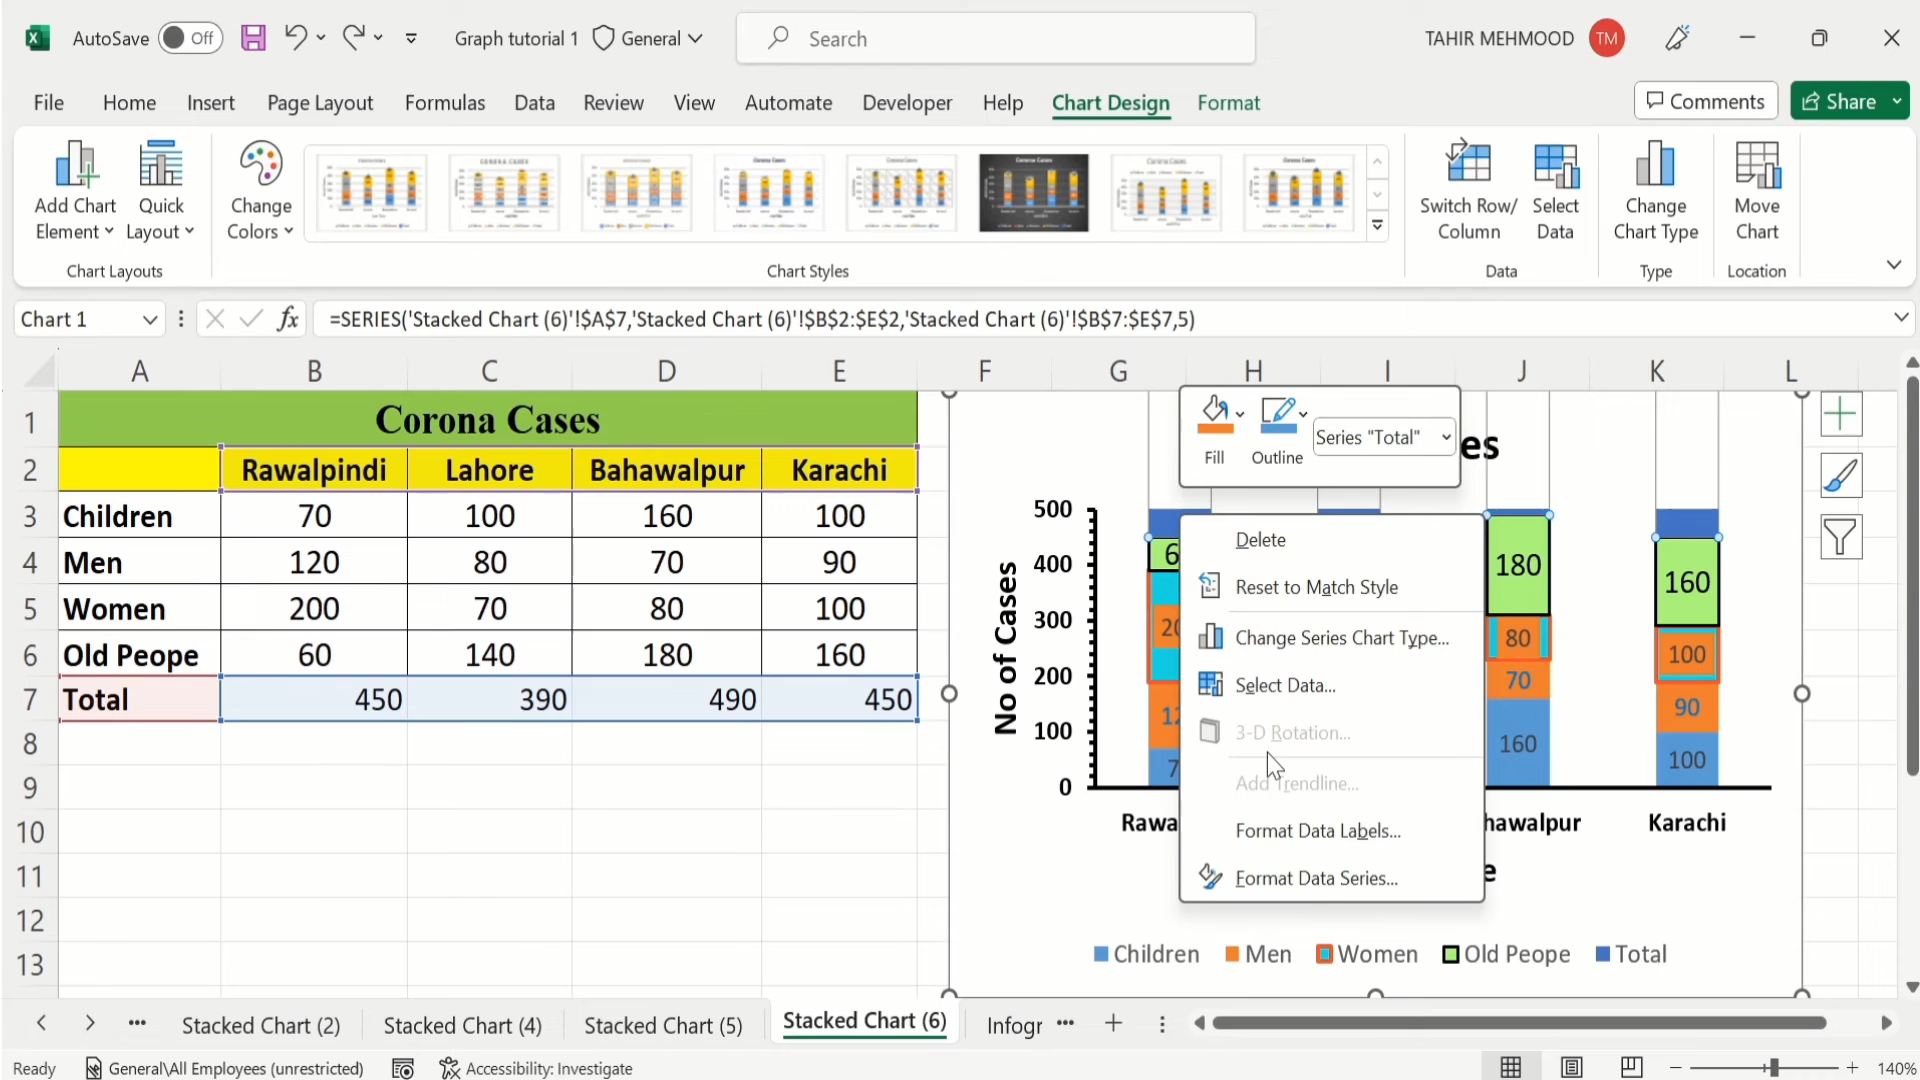 AutoSave Off Graph tutorial 1 General Search TAHIR MEHMOOD TM
File Home Insert Page Layout Formulas Data Review View Automate Developer Help Chart Design Format Comments Share
Add Chart Element Quick Layout Change Colors Switch Row/ Column Select Data Change Chart Type Move Chart
Chart Layouts Chart Styles Data Type Location
Chart 1 fx =SERIES('Stacked Chart (6)'!$A$7,'Stacked Chart (6)'!$B$2:$E$2,'Stacked Chart (6)'!$B$7:$E$7,5)
A B C D E F G H I J K L
1 Corona Cases
2 Rawalpindi Lahore Bahawalpur Karachi
3 Children 70 100 160 100
4 Men 120 80 70 90
5 Women 200 70 80 100
6 Old Peope 60 140 180 160
7 Total 450 390 490 450
8
9
10
11
12
13
es
Fill Outline Series "Total"
Delete
Reset to Match Style
Change Series Chart Type...
Select Data...
3-D Rotation...
Add Trendline...
Format Data Labels...
Format Data Series...
No of Cases
500
400
300
200
100
0
6
20
12
7
180
80
70
160
160
100
90
100
Rawa hawalpur Karachi
e
Children Men Women Old Peope Total
Stacked Chart (2) Stacked Chart (4) Stacked Chart (5) Stacked Chart (6) Infogr
Ready General\All Employees (unrestricted) Accessibility: Investigate 140%